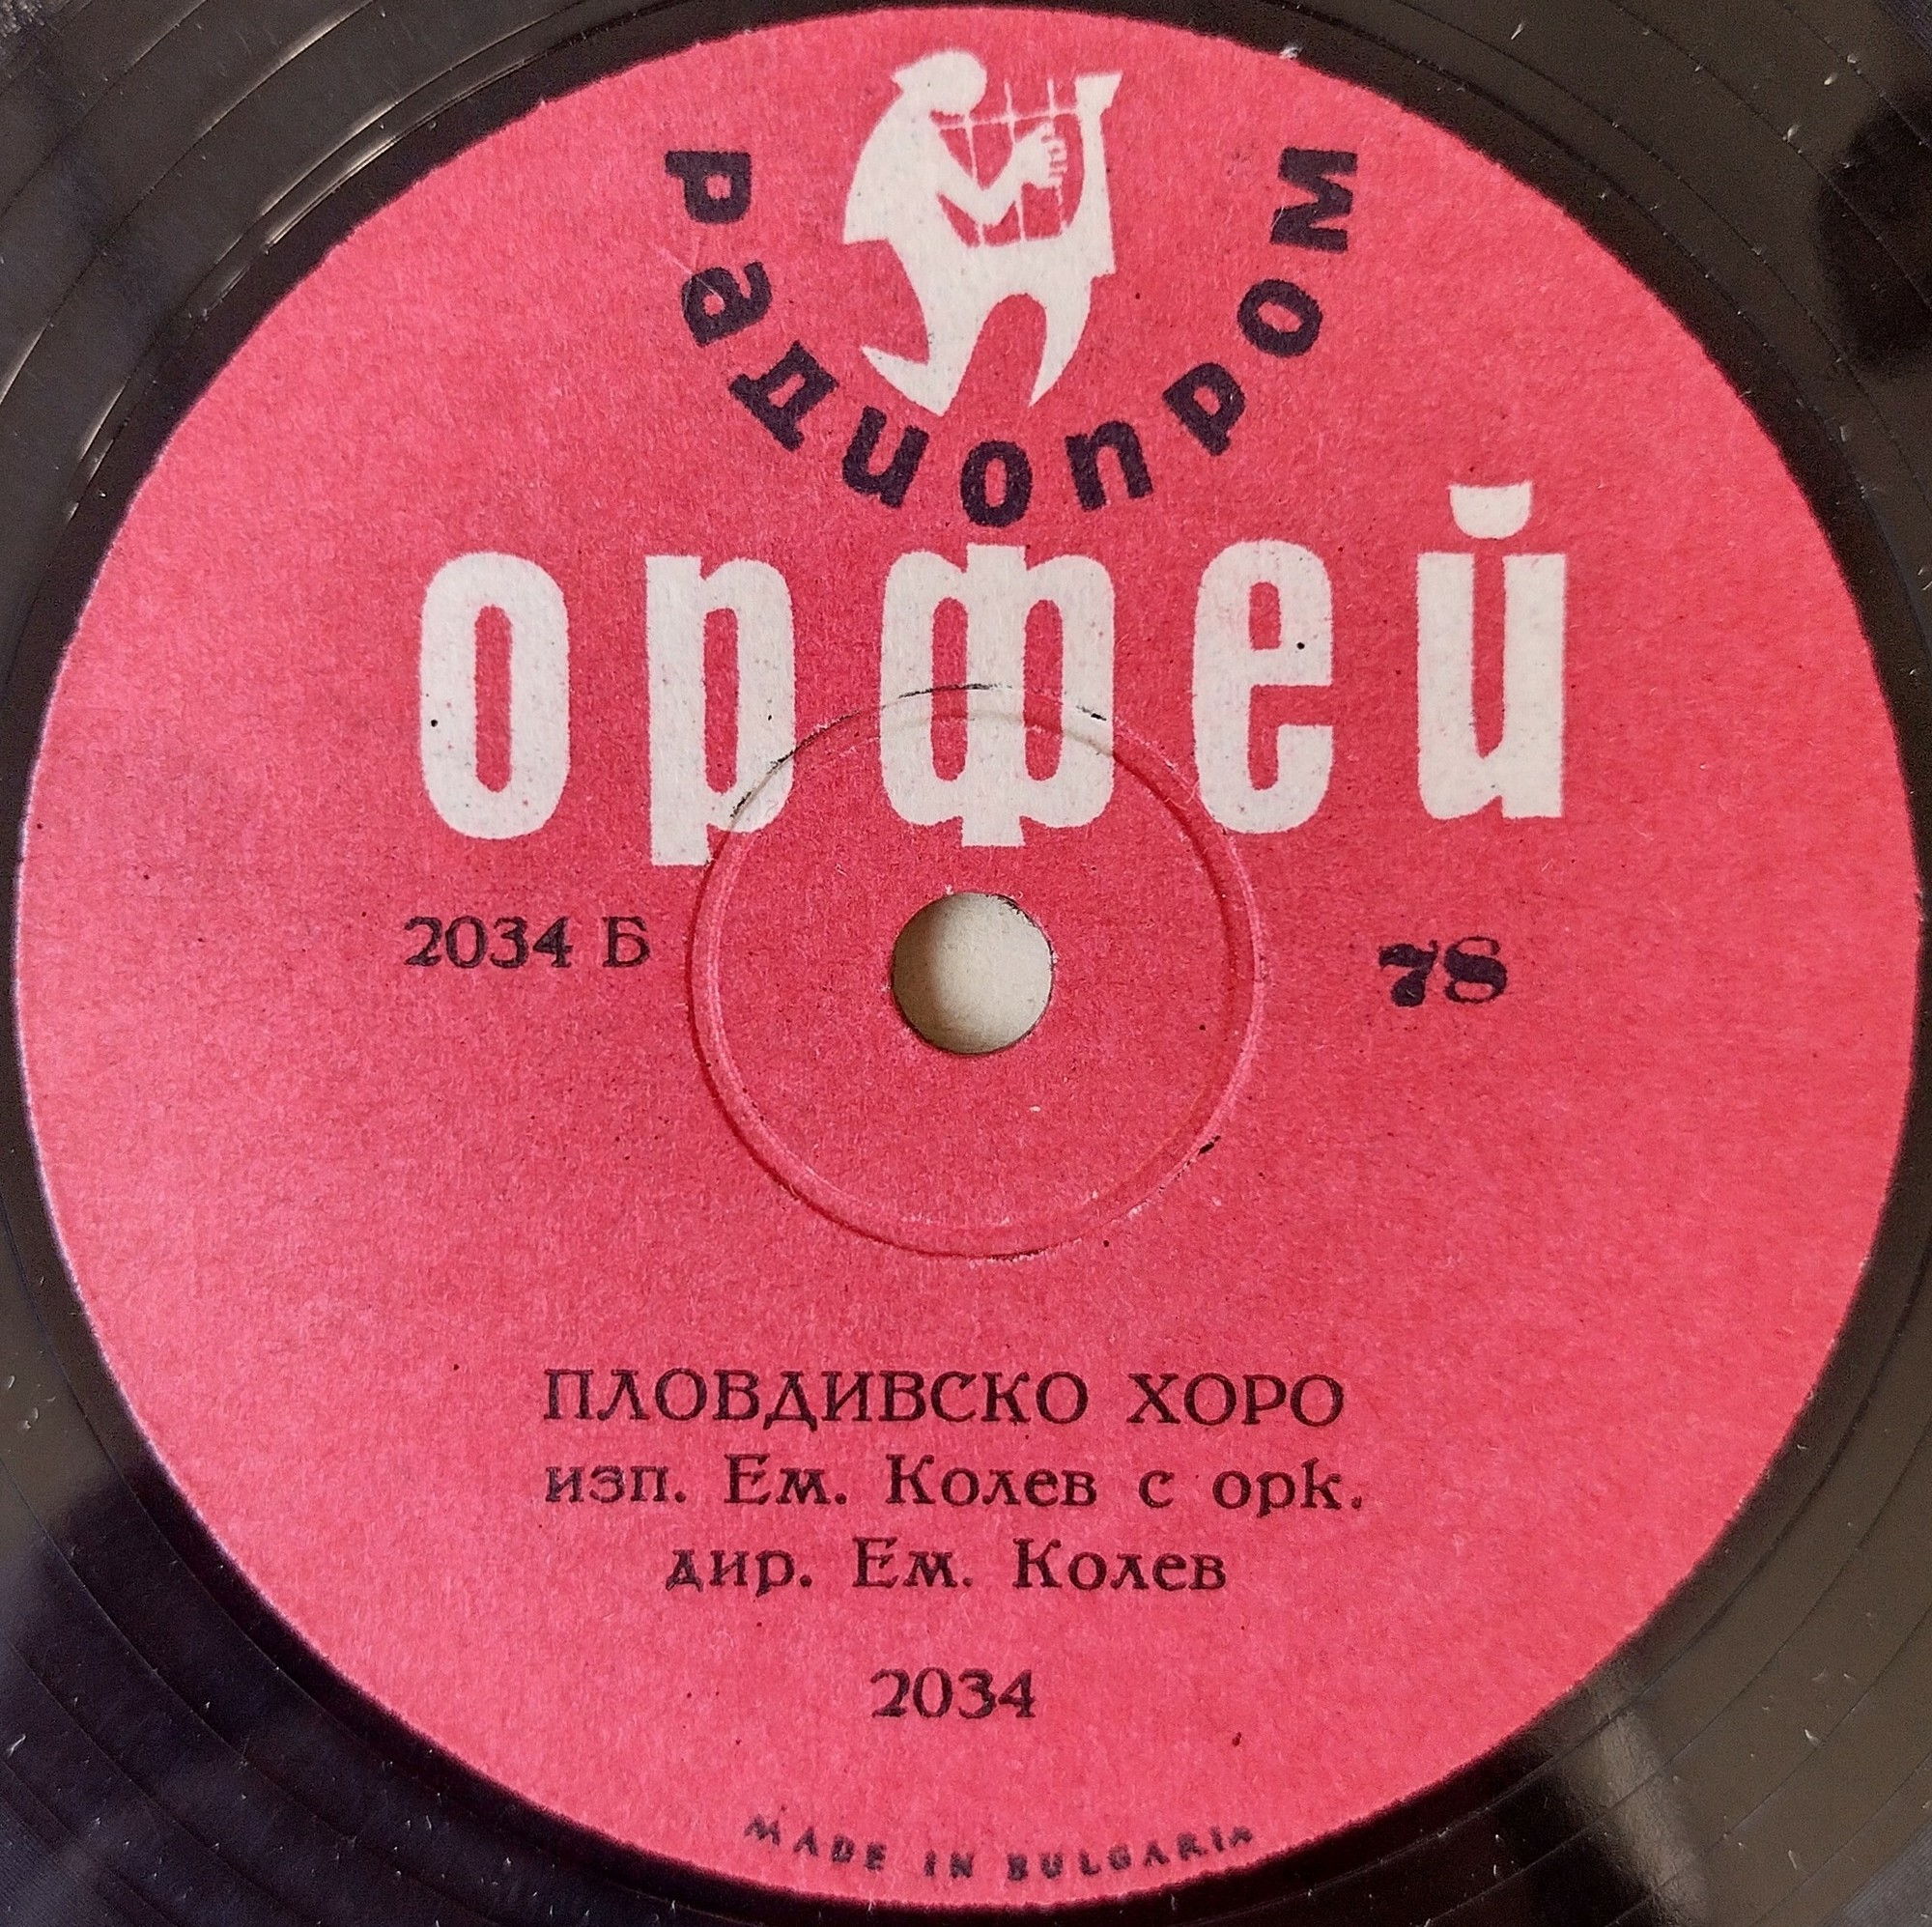 радиопром
орфей
2034 Б
78
ПЛОВДИВСКО ХОРО
изп. Ем. Колев с орк.
дир. Ем. Колев
2034
MADE IN BULGARIA